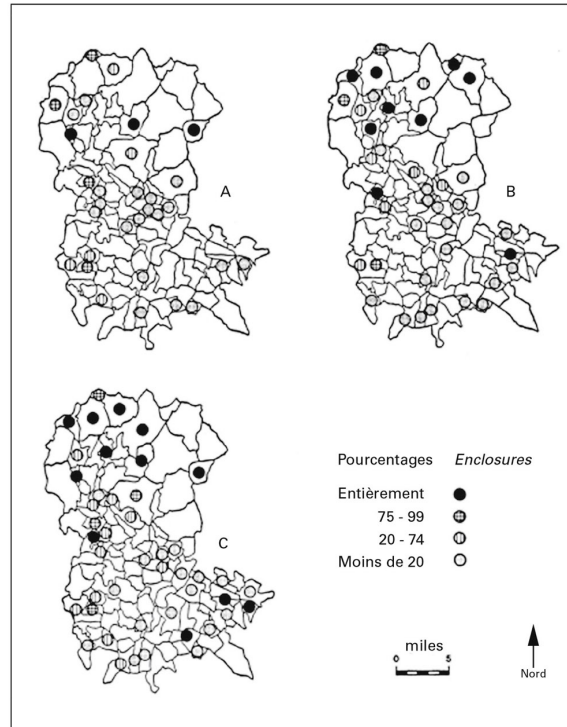 A
B
C
Pourcentages Enclosures
Entièrement
75 - 99
20 - 74
Moins de 20
miles
0 5
Nord